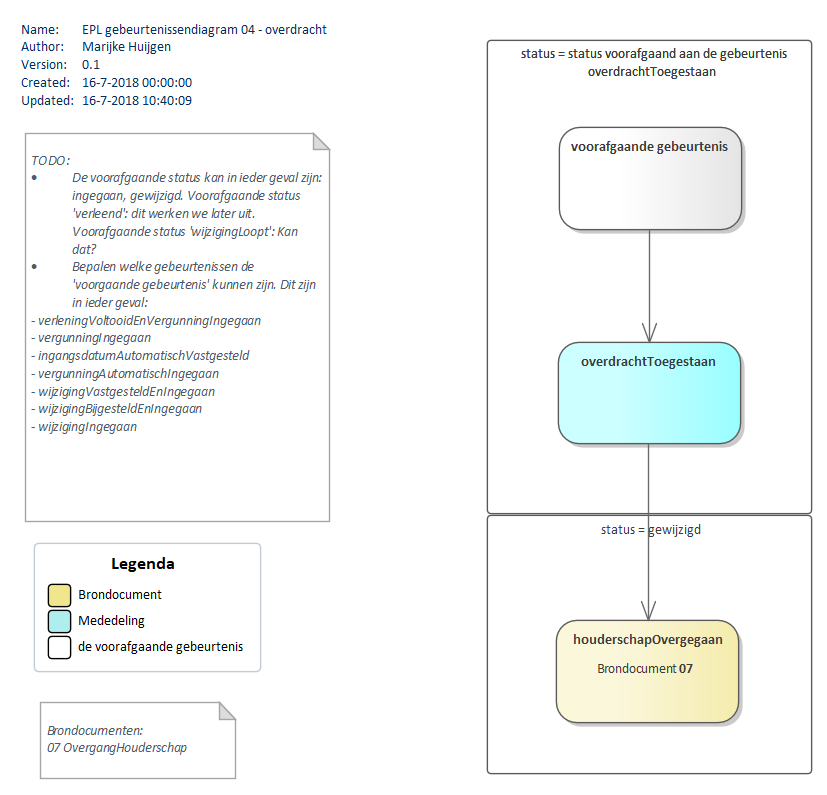 Name: EPL gebeurtenissendiagram 04 - overdracht
Author: Marijke Huijgen
Version: 0.1
Created: 16-7-2018 00:00:00
Updated: 16-7-2018 10:40:09
TODO:
• De voorafgaande status kan in ieder geval zijn:
ingegaan, gewijzigd. Voorafgaande status
'verleend': dit werken we later uit.
Voorafgaande status 'wijzigingLoopt': Kan
dat?
• Bepalen welke gebeurtenissen de
'voorgaande gebeurtenis' kunnen zijn. Dit zijn
in ieder geval:
- verleningVoltooidEnVergunningIngegaan
- vergunningIngegaan
- ingangsdatumAutomatischVastgesteld
- vergunningAutomatischIngegaan
- wijzigingVastgesteldEnIngegaan
- wijzigingBijgesteldEnIngegaan
- wijzigingIngegaan
Legenda
Brondocument
Mededeling
de voorafgaande gebeurtenis
Brondocumenten:
07 OvergangHouderschap
status = status voorafgaand aan de gebeurtenis
overdrachtToegestaan
voorafgaande gebeurtenis
overdrachtToegestaan
status = gewijzigd
houderschapOvergegaan
Brondocument 07